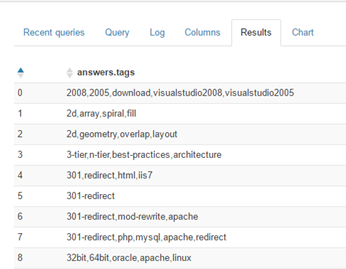 Recent queries Query Log Columns Results Chart
answers.tags
0 2008,2005,download,visualstudio2008,visualstudio2005
1 2d,array,spiral,fill
2 2d,geometry,overlap,layout
3 3-tier,n-tier,best-practices,architecture
4 301,redirect,html,iis7
5 301-redirect
6 301-redirect,mod-rewrite,apache
7 301-redirect,php,mysql,apache,redirect
8 32bit,64bit,oracle,apache,linux